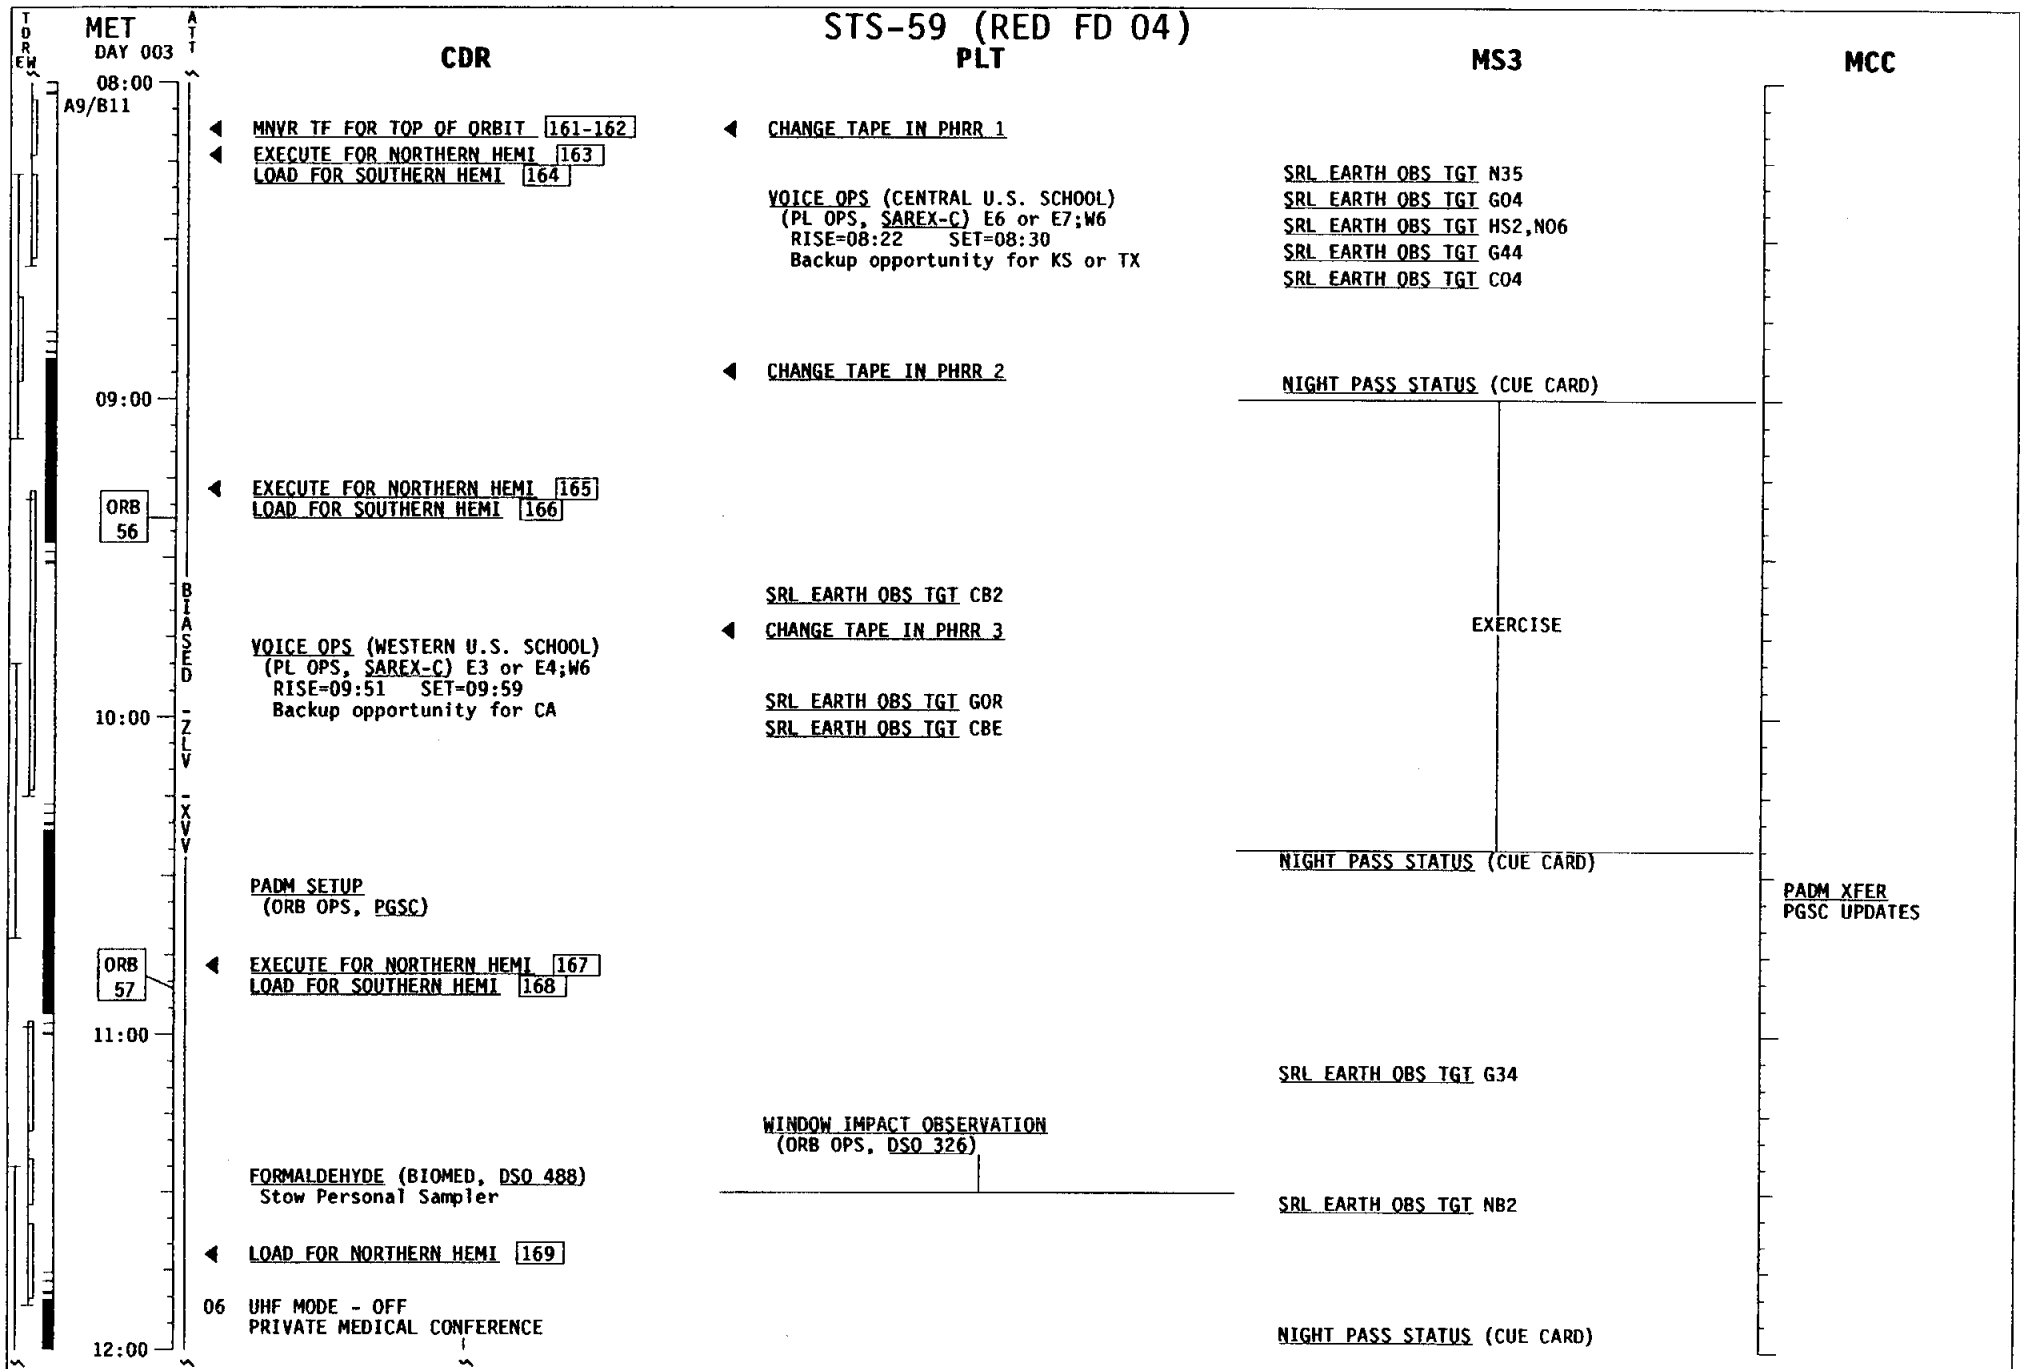 STS-59 (RED FD 04)
TDRE W
MET
DAY 003
ATT
CDR
PLT
MS3
MCC
08:00
A9/B11
MNVR TF FOR TOP OF ORBIT 161-162
CHANGE TAPE IN PHRR 1
EXECUTE FOR NORTHERN HEMI 163
LOAD FOR SOUTHERN HEMI 164
VOICE OPS (CENTRAL U.S. SCHOOL)
(PL OPS, SAREX-C) E6 or E7;W6
RISE=08:22 SET=08:30
Backup opportunity for KS or TX
SRL EARTH OBS TGT N35
SRL EARTH OBS TGT G04
SRL EARTH OBS TGT HS2,N06
SRL EARTH OBS TGT G44
SRL EARTH OBS TGT C04
CHANGE TAPE IN PHRR 2
NIGHT PASS STATUS (CUE CARD)
09:00
EXECUTE FOR NORTHERN HEMI 165
LOAD FOR SOUTHERN HEMI 166
ORB
56
BIASED -ZLV -XVV
SRL EARTH OBS TGT CB2
CHANGE TAPE IN PHRR 3
EXERCISE
VOICE OPS (WESTERN U.S. SCHOOL)
(PL OPS, SAREX-C) E3 or E4;W6
RISE=09:51 SET=09:59
Backup opportunity for CA
SRL EARTH OBS TGT GOR
SRL EARTH OBS TGT CBE
10:00
NIGHT PASS STATUS (CUE CARD)
PADM SETUP
(ORB OPS, PGSC)
PADM XFER
PGSC UPDATES
ORB
57
EXECUTE FOR NORTHERN HEMI 167
LOAD FOR SOUTHERN HEMI 168
11:00
SRL EARTH OBS TGT G34
WINDOW IMPACT OBSERVATION
(ORB OPS, DSO 326)
FORMALDEHYDE (BIOMED, DSO 488)
Stow Personal Sampler
SRL EARTH OBS TGT NB2
LOAD FOR NORTHERN HEMI 169
06 UHF MODE - OFF
PRIVATE MEDICAL CONFERENCE
NIGHT PASS STATUS (CUE CARD)
12:00